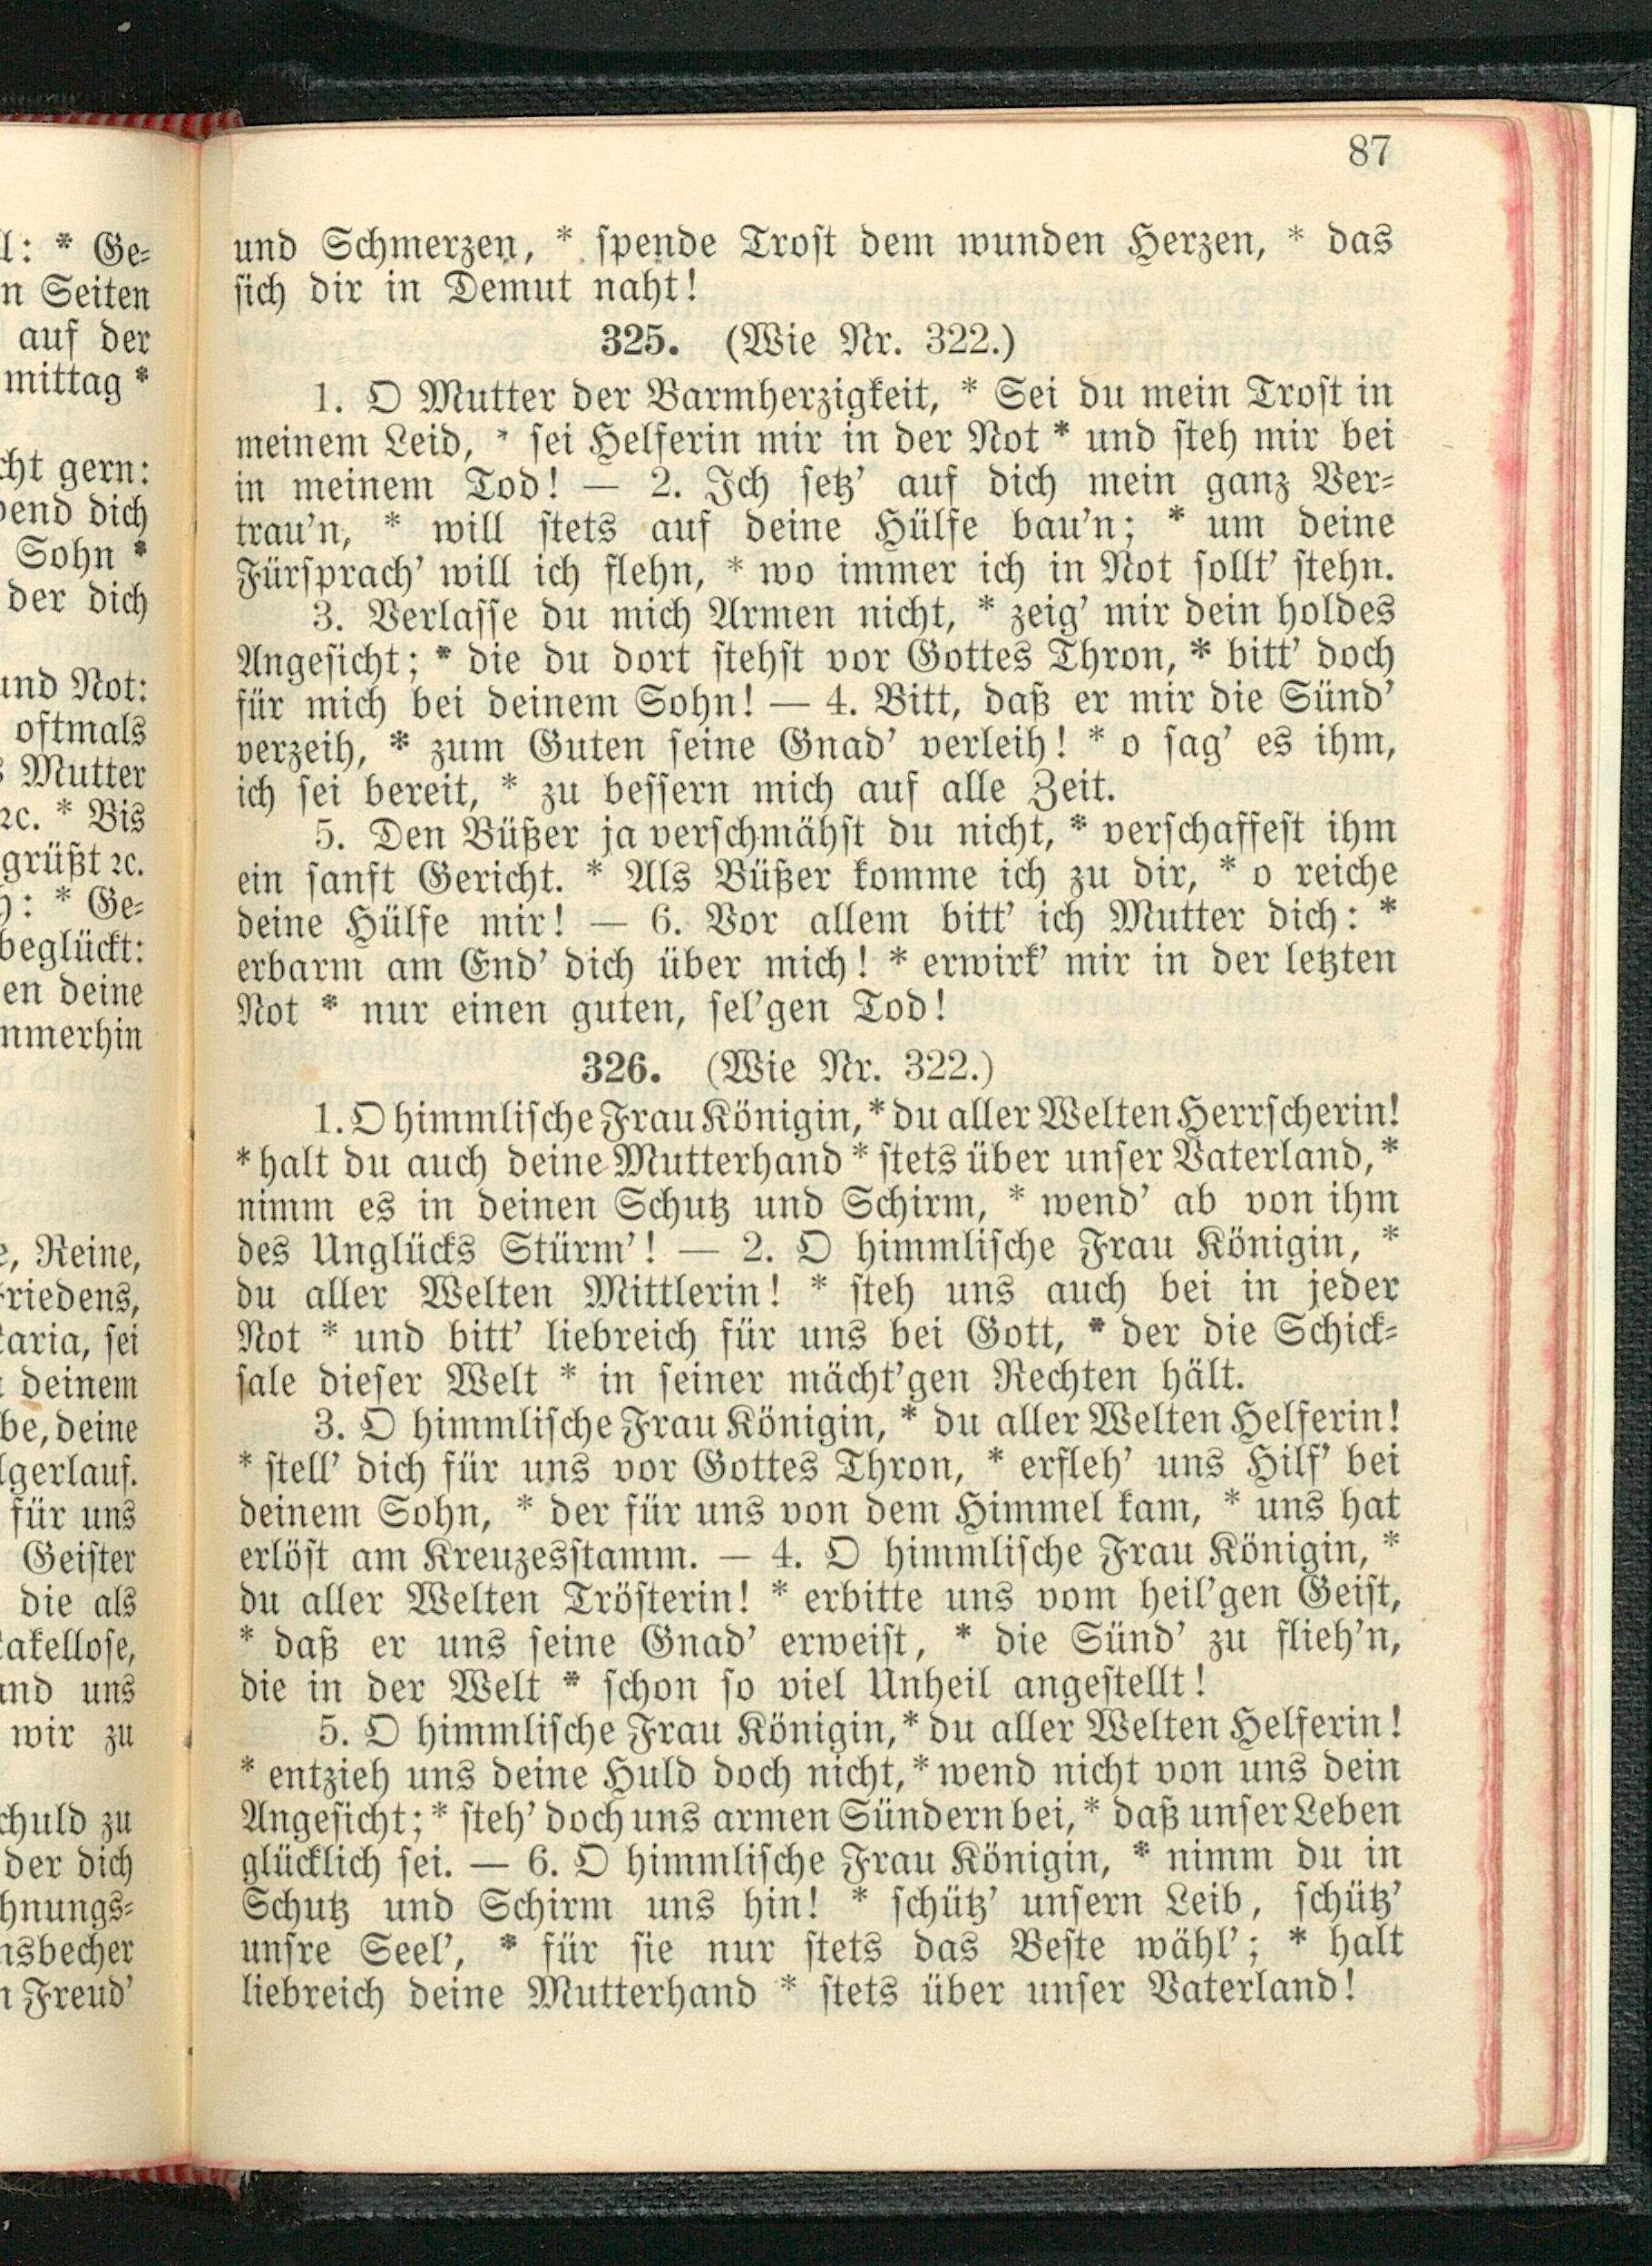 87
und Schmerzen, * spende Trost dem wunden Herzen, * das
sich dir in Demut naht!
325. (Wie Nr. 322.)
1. O Mutter der Barmherzigkeit, * Sei du mein Trost in
meinem Leid, * sei Helferin mir in der Not * und steh mir bei
in meinem Tod! — 2. Ich setz' auf dich mein ganz Ver-
trau'n, * will stets auf deine Hülfe bau'n; * um deine
Fürsprach' will ich flehn, * wo immer ich in Not sollt' stehn.
3. Verlasse du mich Armen nicht, * zeig' mir dein holdes
Angesicht; * die du dort stehst vor Gottes Thron, * bitt' doch
für mich bei deinem Sohn! — 4. Bitt, daß er mir die Sünd'
verzeih, * zum Guten seine Gnad' verleih! * o sag' es ihm,
ich sei bereit, * zu bessern mich auf alle Zeit.
5. Den Büßer ja verschmähst du nicht, * verschaffest ihm
ein sanft Gericht. * Als Büßer komme ich zu dir, * o reiche
deine Hülfe mir! — 6. Vor allem bitt' ich Mutter dich: *
erbarm am End' dich über mich! * erwirk' mir in der letzten
Not * nur einen guten, sel'gen Tod!
326. (Wie Nr. 322.)
1. O himmlische Frau Königin, * du aller Welten Herrscherin!
* halt du auch deine Mutterhand * stets über unser Vaterland, *
nimm es in deinen Schutz und Schirm, * wend' ab von ihm
des Unglücks Stürm'! — 2. O himmlische Frau Königin, *
du aller Welten Mittlerin! * steh uns auch bei in jeder
Not * und bitt' liebreich für uns bei Gott, * der die Schick-
sale dieser Welt * in seiner mächt'gen Rechten hält.
3. O himmlische Frau Königin, * du aller Welten Helferin!
* stell' dich für uns vor Gottes Thron, * erfleh' uns Hilf' bei
deinem Sohn, * der für uns von dem Himmel kam, * uns hat
erlöst am Kreuzesstamm. — 4. O himmlische Frau Königin, *
du aller Welten Trösterin! * erbitte uns vom heil'gen Geist,
* daß er uns seine Gnad' erweist, * die Sünd' zu flieh'n,
die in der Welt * schon so viel Unheil angestellt!
5. O himmlische Frau Königin, * du aller Welten Helferin!
* entzieh uns deine Huld doch nicht, * wend nicht von uns dein
Angesicht; * steh' doch uns armen Sündern bei, * daß unser Leben
glücklich sei. — 6. O himmlische Frau Königin, * nimm du in
Schutz und Schirm uns hin! * schütz' unsern Leib, schütz'
unsre Seel', * für sie nur stets das Beste wähl'; * halt
liebreich deine Mutterhand * stets über unser Vaterland!